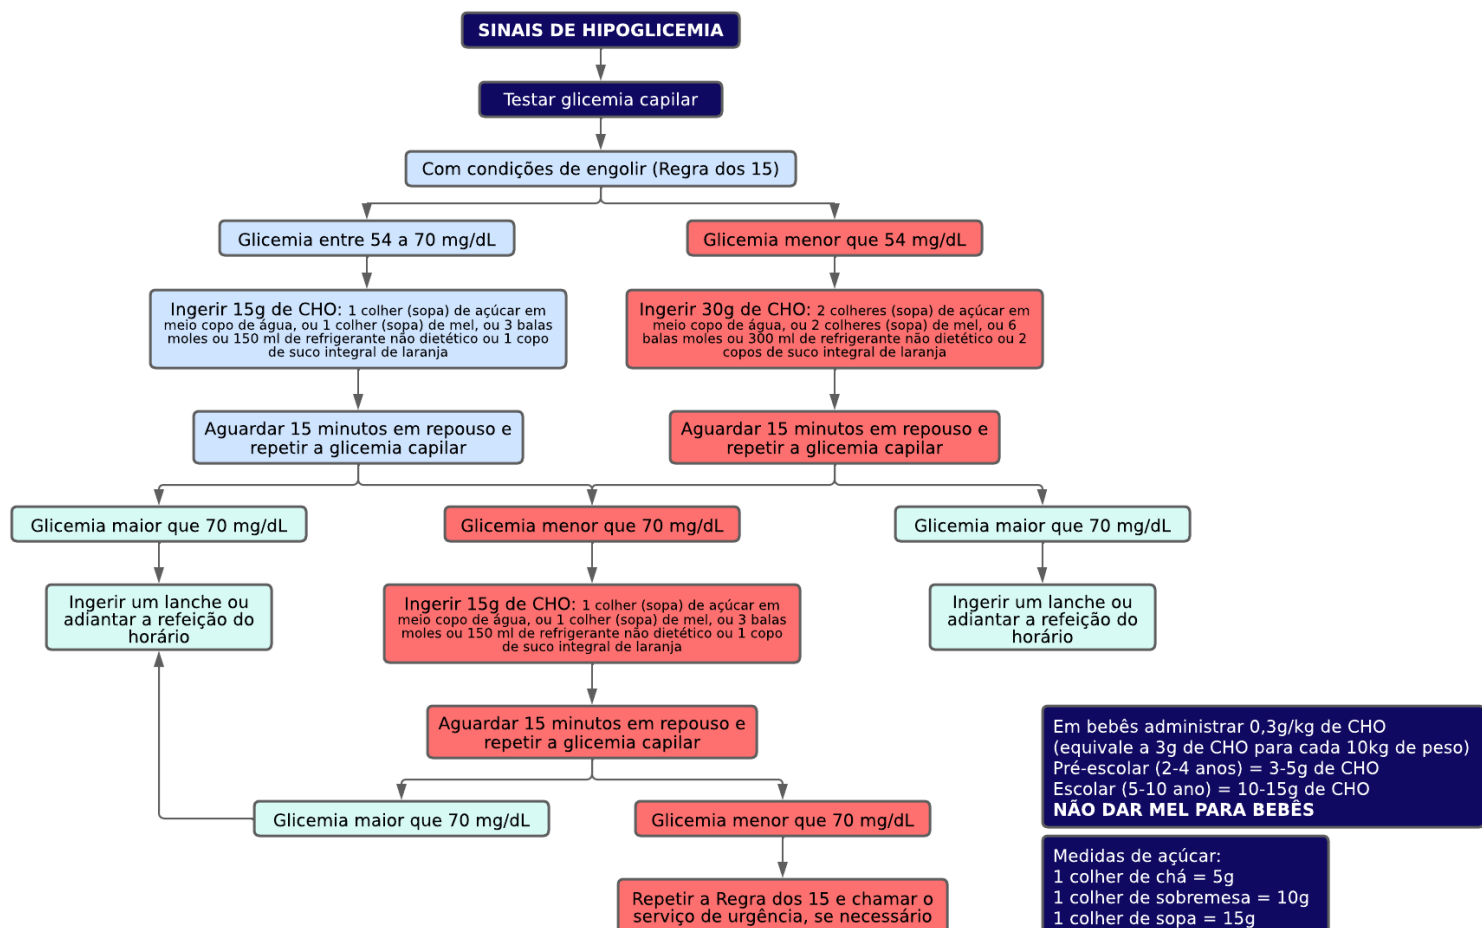 SINAIS DE HIPOGLICEMIA
Testar glicemia capilar
Com condições de engolir (Regra dos 15)
Glicemia entre 54 a 70 mg/dL
Glicemia menor que 54 mg/dL
Ingerir 15g de CHO: 1 colher (sopa) de açúcar em
meio copo de água, ou 1 colher (sopa) de mel, ou 3 balas
moles ou 150 ml de refrigerante não dietético ou 1 copo
de suco integral de laranja
Ingerir 30g de CHO: 2 colheres (sopa) de açúcar em
meio copo de água, ou 2 colheres (sopa) de mel, ou 6
balas moles ou 300 ml de refrigerante não dietético ou 2
copos de suco integral de laranja
Aguardar 15 minutos em repouso e
repetir a glicemia capilar
Aguardar 15 minutos em repouso e
repetir a glicemia capilar
Glicemia maior que 70 mg/dL
Glicemia menor que 70 mg/dL
Glicemia maior que 70 mg/dL
Ingerir um lanche ou
adiantar a refeição do
horário
Ingerir 15g de CHO: 1 colher (sopa) de açúcar em
meio copo de água, ou 1 colher (sopa) de mel, ou 3 balas
moles ou 150 ml de refrigerante não dietético ou 1 copo
de suco integral de laranja
Ingerir um lanche ou
adiantar a refeição do
horário
Aguardar 15 minutos em repouso e
repetir a glicemia capilar
Glicemia maior que 70 mg/dL
Glicemia menor que 70 mg/dL
Repetir a Regra dos 15 e chamar o
serviço de urgência, se necessário
Em bebês administrar 0,3g/kg de CHO
(equivale a 3g de CHO para cada 10kg de peso)
Pré-escolar (2-4 anos) = 3-5g de CHO
Escolar (5-10 ano) = 10-15g de CHO
NÃO DAR MEL PARA BEBÊS
Medidas de açúcar:
1 colher de chá = 5g
1 colher de sobremesa = 10g
1 colher de sopa = 15g